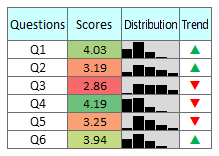 Questions Scores Distribution Trend
Q1 4.03 ▲
Q2 3.19 ▲
Q3 2.86 ▼
Q4 4.19 ▼
Q5 3.25 ▼
Q6 3.94 ▲